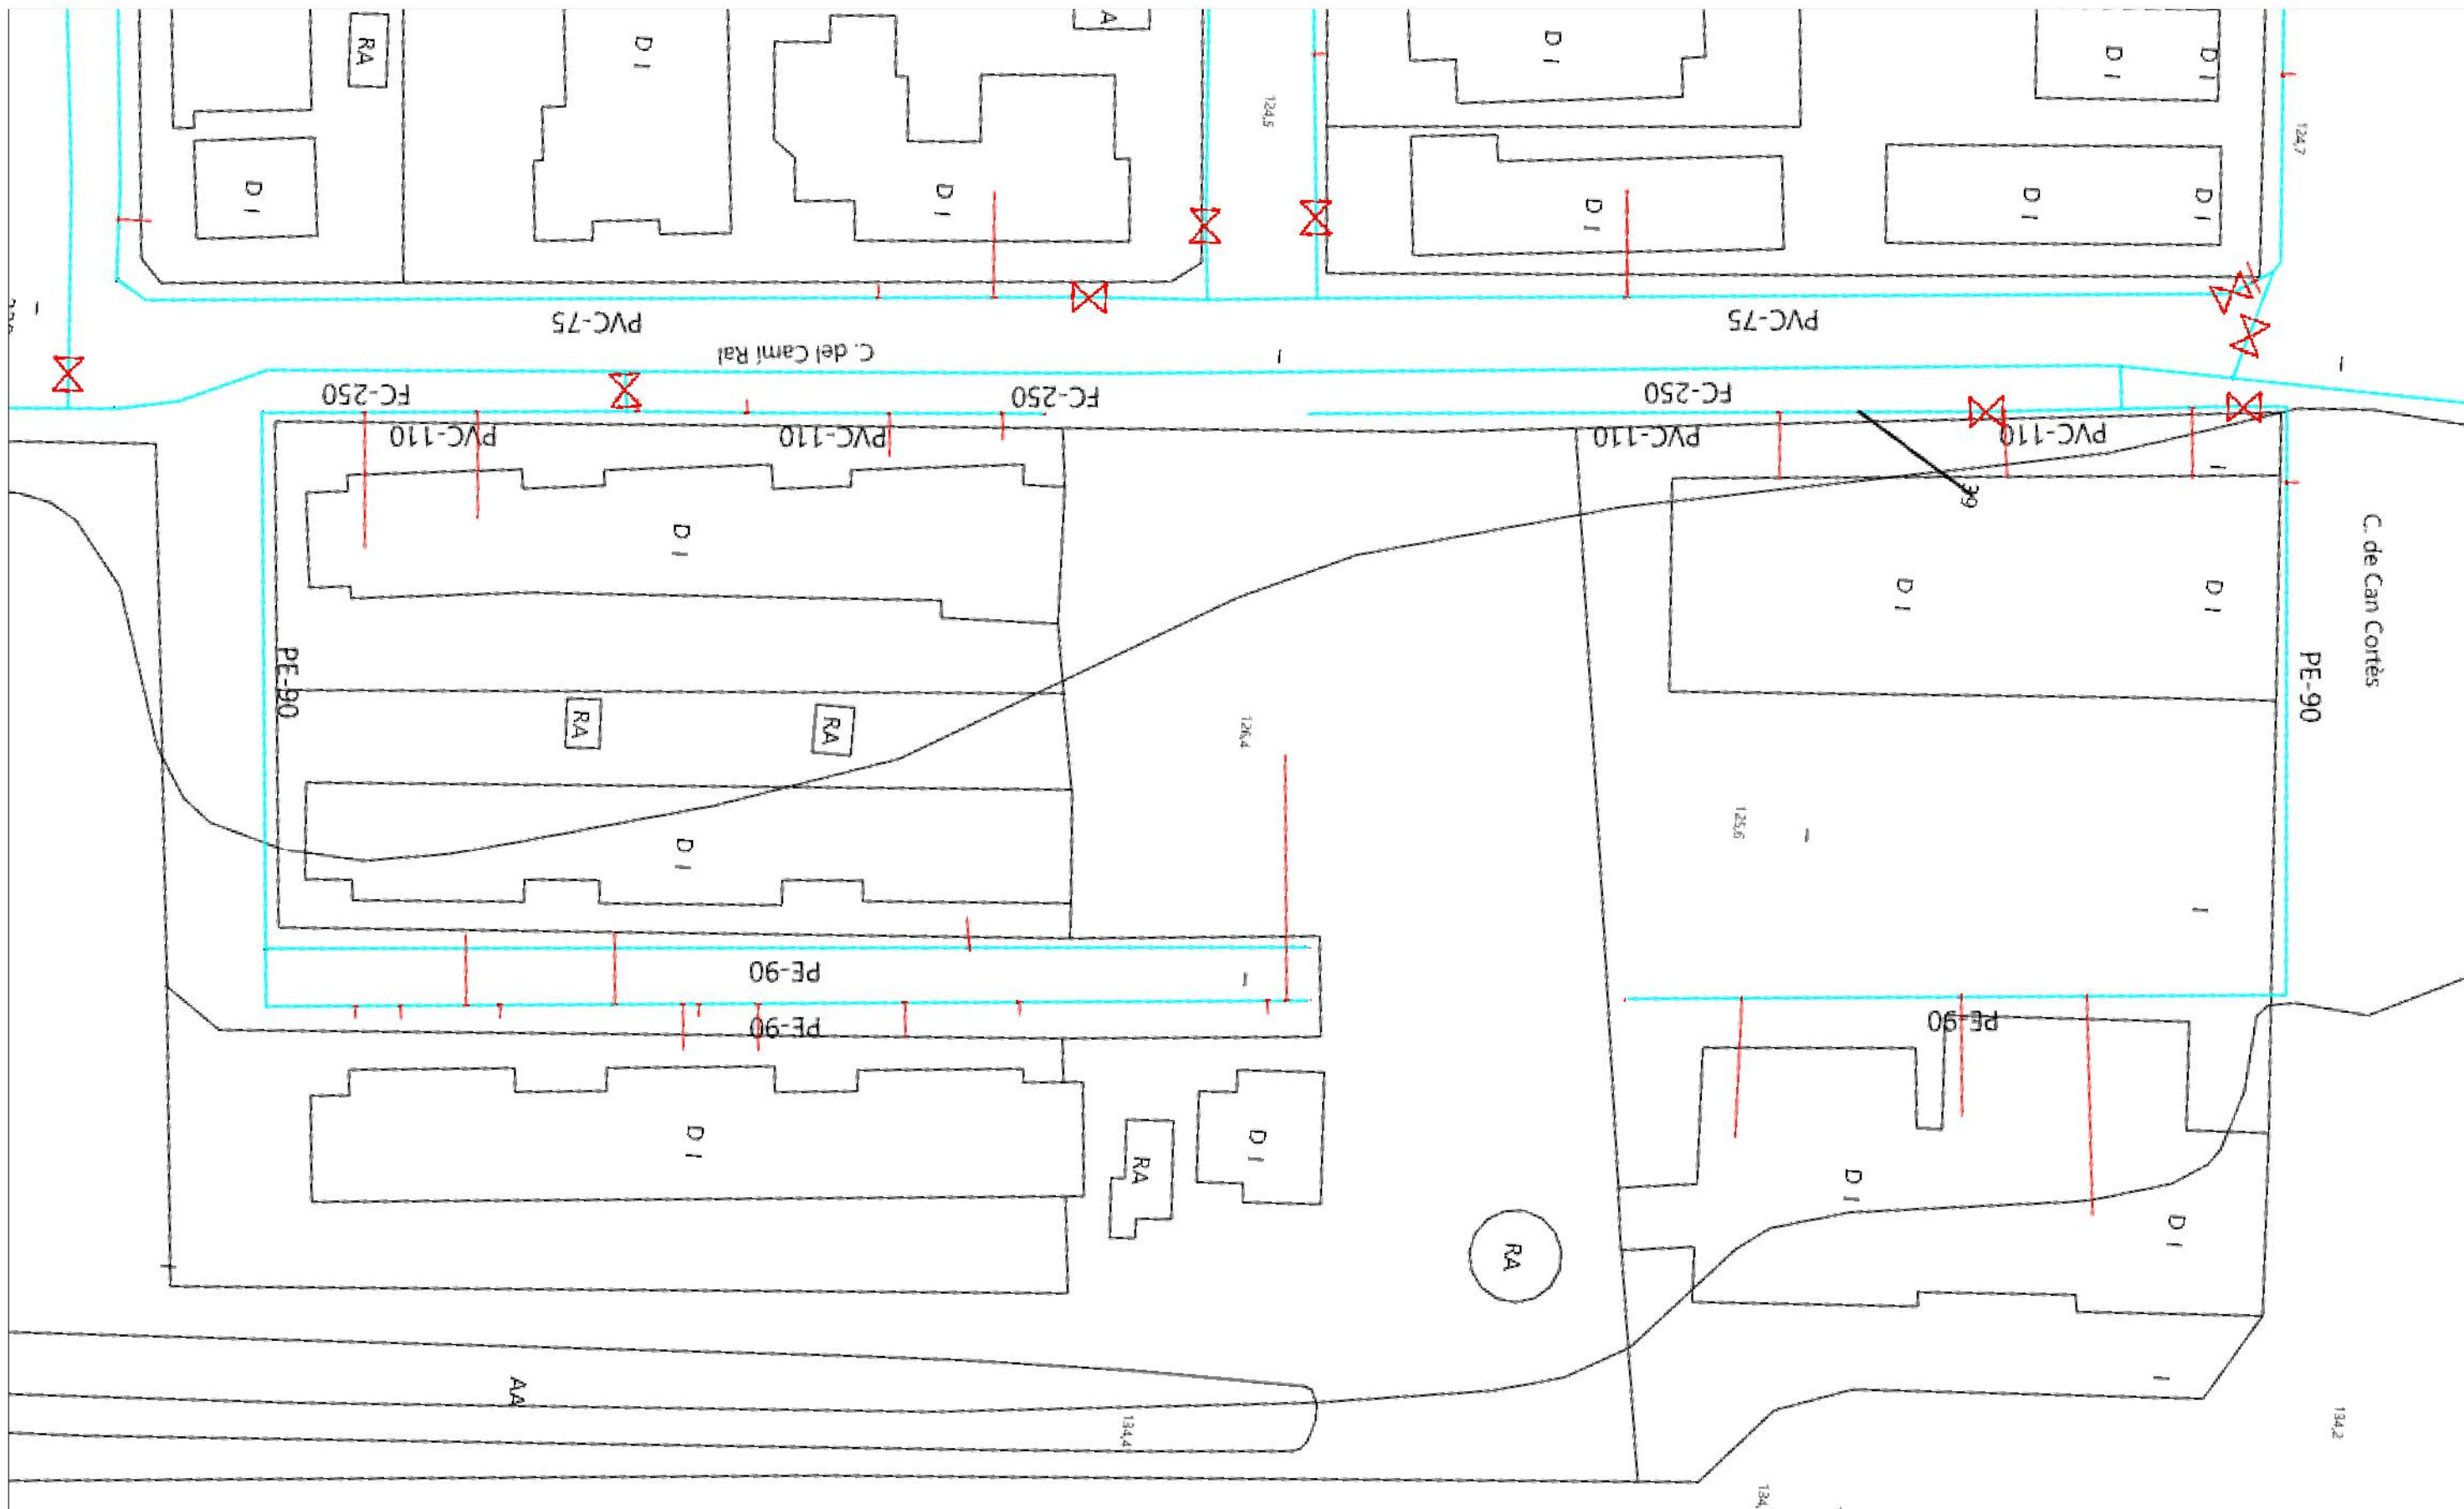 RA
D I
A
D I
D I
D I
124,5
124,7
D I
D I
D I
D I
D I
PVC-75
PVC-75
C. del Camí Ral
FC-250
FC-250
FC-250
PVC-110
PVC-110
PVC-110
PVC-110
39
D I
D I
D I
C. de Can Cortès
PE-90
PE-90
RA
RA
126,4
125,6
D I
PE-90
PE-90
PE-90
D I
RA
D I
D I
D I
RA
AA
134,4
134,2
134,